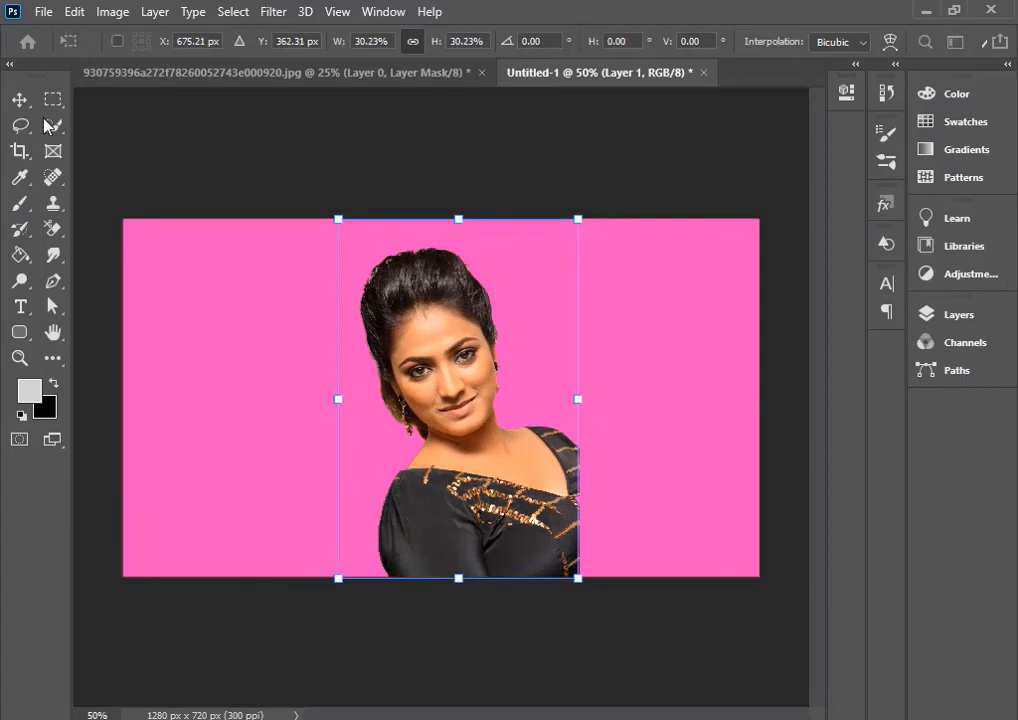 Ps File Edit Image Layer Type Select Filter 3D View Window Help
X: 675.21 px Y: 362.31 px W: 30.23% H: 30.23% 0.00 ° H: 0.00 ° V: 0.00 ° Interpolation: Bicubic
930759396a272f78260052743e000920.jpg @ 25% (Layer 0, Layer Mask/8) * × Untitled-1 @ 50% (Layer 1, RGB/8) * ×
Color
Swatches
Gradients
Patterns
Learn
Libraries
Adjustme...
Layers
Channels
Paths
50% 1280 px x 720 px (300 ppi)